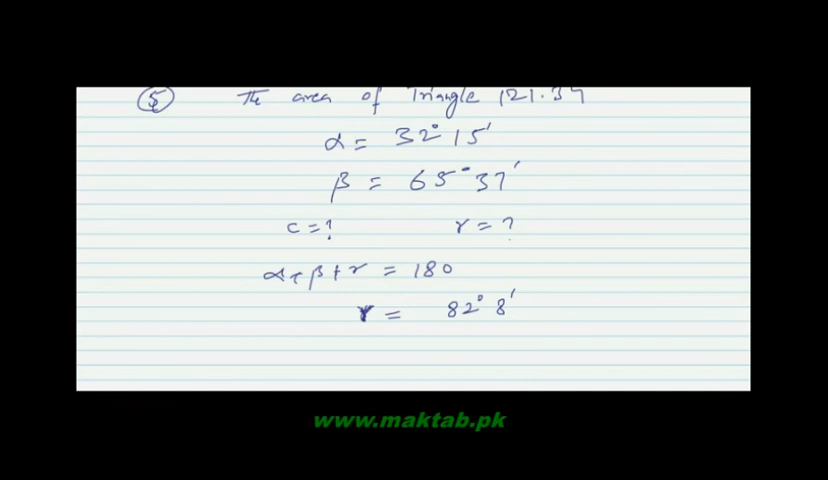 5 The area of Triangle 121.34
α = 32° 15'
β = 65° 37'
c = ? γ = ?
α + β + γ = 180
γ = 82° 8'
www.maktab.pk